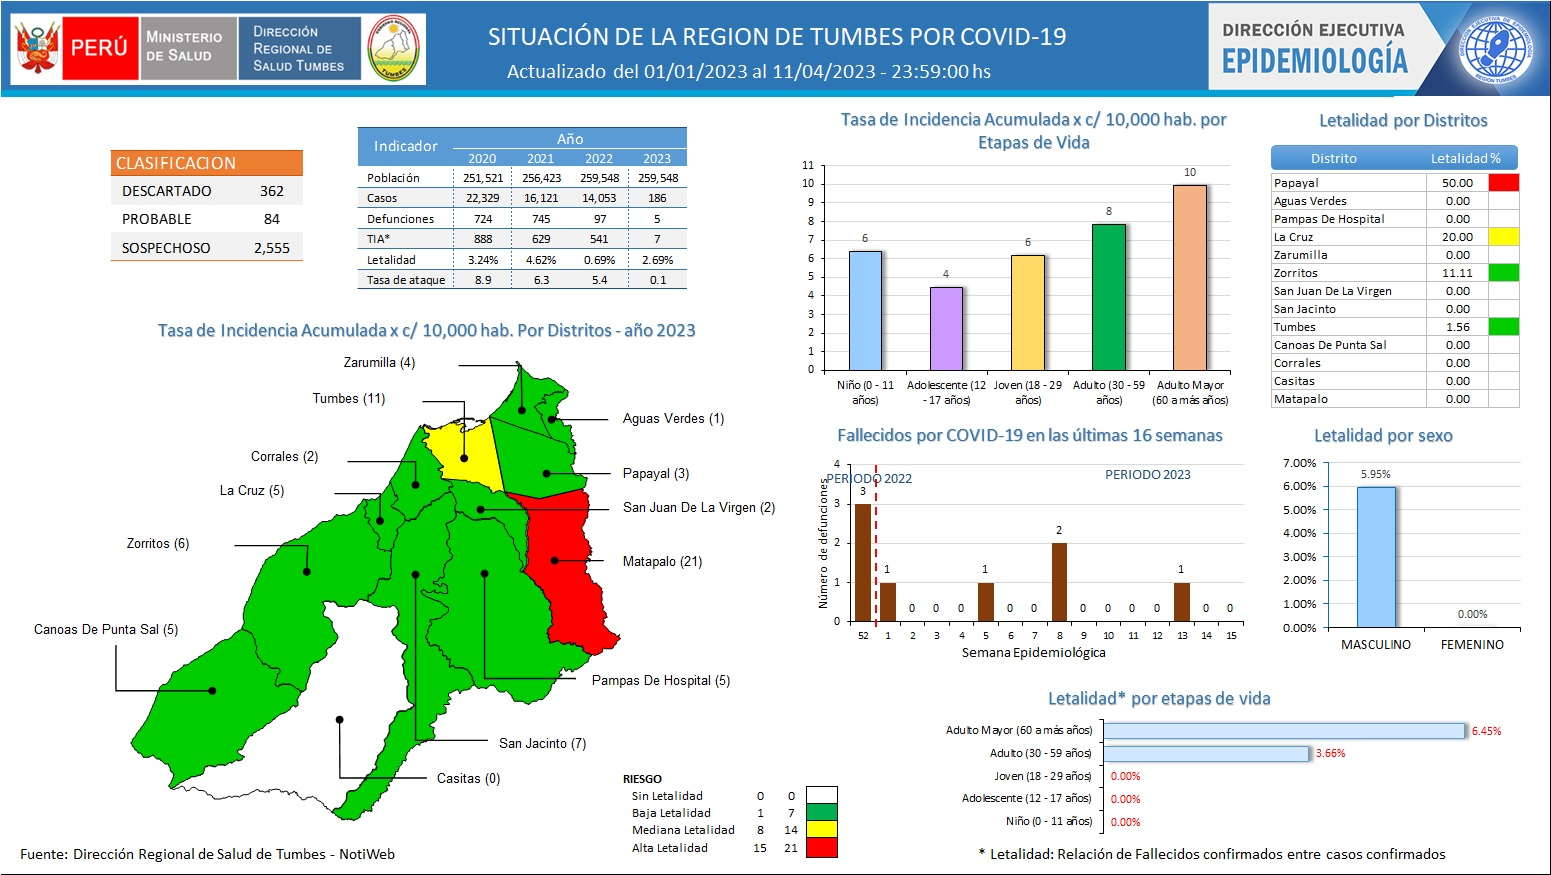 PERÚ
MINISTERIO
DE SALUD
DIRECCIÓN
REGIONAL DE
SALUD TUMBES
TUMBES
SITUACIÓN DE LA REGION DE TUMBES POR COVID-19
Actualizado del 01/01/2023 al 11/04/2023 - 23:59:00 hs
DIRECCIÓN EJECUTIVA
EPIDEMIOLOGÍA
CLASIFICACION
DESCARTADO 362
PROBABLE 84
SOSPECHOSO 2,555
Indicador Año
2020 2021 2022 2023
Población 251,521 256,423 259,548 259,548
Casos 22,329 16,121 14,053 186
Defunciones 724 745 97 5
TIA* 888 629 541 7
Letalidad 3.24% 4.62% 0.69% 2.69%
Tasa de ataque 8.9 6.3 5.4 0.1
Tasa de Incidencia Acumulada x c/ 10,000 hab. Por Distritos - año 2023
Zarumilla (4)
Tumbes (11)
Aguas Verdes (1)
Corrales (2)
Papayal (3)
La Cruz (5)
San Juan De La Virgen (2)
Zorritos (6)
Matapalo (21)
Canoas De Punta Sal (5)
Pampas De Hospital (5)
San Jacinto (7)
Casitas (0)
RIESGO
Sin Letalidad 0 0
Baja Letalidad 1 7
Mediana Letalidad 8 14
Alta Letalidad 15 21
Fuente: Dirección Regional de Salud de Tumbes - NotiWeb
Tasa de Incidencia Acumulada x c/ 10,000 hab. por
Etapas de Vida
11
10
9
8
7
6
5
4
3
2
1
0
6 4 6 8 10
Niño (0 - 11 años)
Adolescente (12 - 17 años)
Joven (18 - 29 años)
Adulto (30 - 59 años)
Adulto Mayor (60 a más años)
Letalidad por Distritos
Distrito Letalidad %
Papayal 50.00
Aguas Verdes 0.00
Pampas De Hospital 0.00
La Cruz 20.00
Zarumilla 0.00
Zorritos 11.11
San Juan De La Virgen 0.00
San Jacinto 0.00
Tumbes 1.56
Canoas De Punta Sal 0.00
Corrales 0.00
Casitas 0.00
Matapalo 0.00
Fallecidos por COVID-19 en las últimas 16 semanas
PERIODO 2022
PERIODO 2023
Número de defunciones
4
3
2
1
0
3 1 0 0 0 1 0 0 2 0 0 0 0 1 0 0
52 1 2 3 4 5 6 7 8 9 10 11 12 13 14 15
Semana Epidemiológica
Letalidad por sexo
7.00%
6.00%
5.00%
4.00%
3.00%
2.00%
1.00%
0.00%
5.95%
0.00%
MASCULINO FEMENINO
Letalidad* por etapas de vida
Adulto Mayor (60 a más años) 6.45%
Adulto (30 - 59 años) 3.66%
Joven (18 - 29 años) 0.00%
Adolescente (12 - 17 años) 0.00%
Niño (0 - 11 años) 0.00%
* Letalidad: Relación de Fallecidos confirmados entre casos confirmados